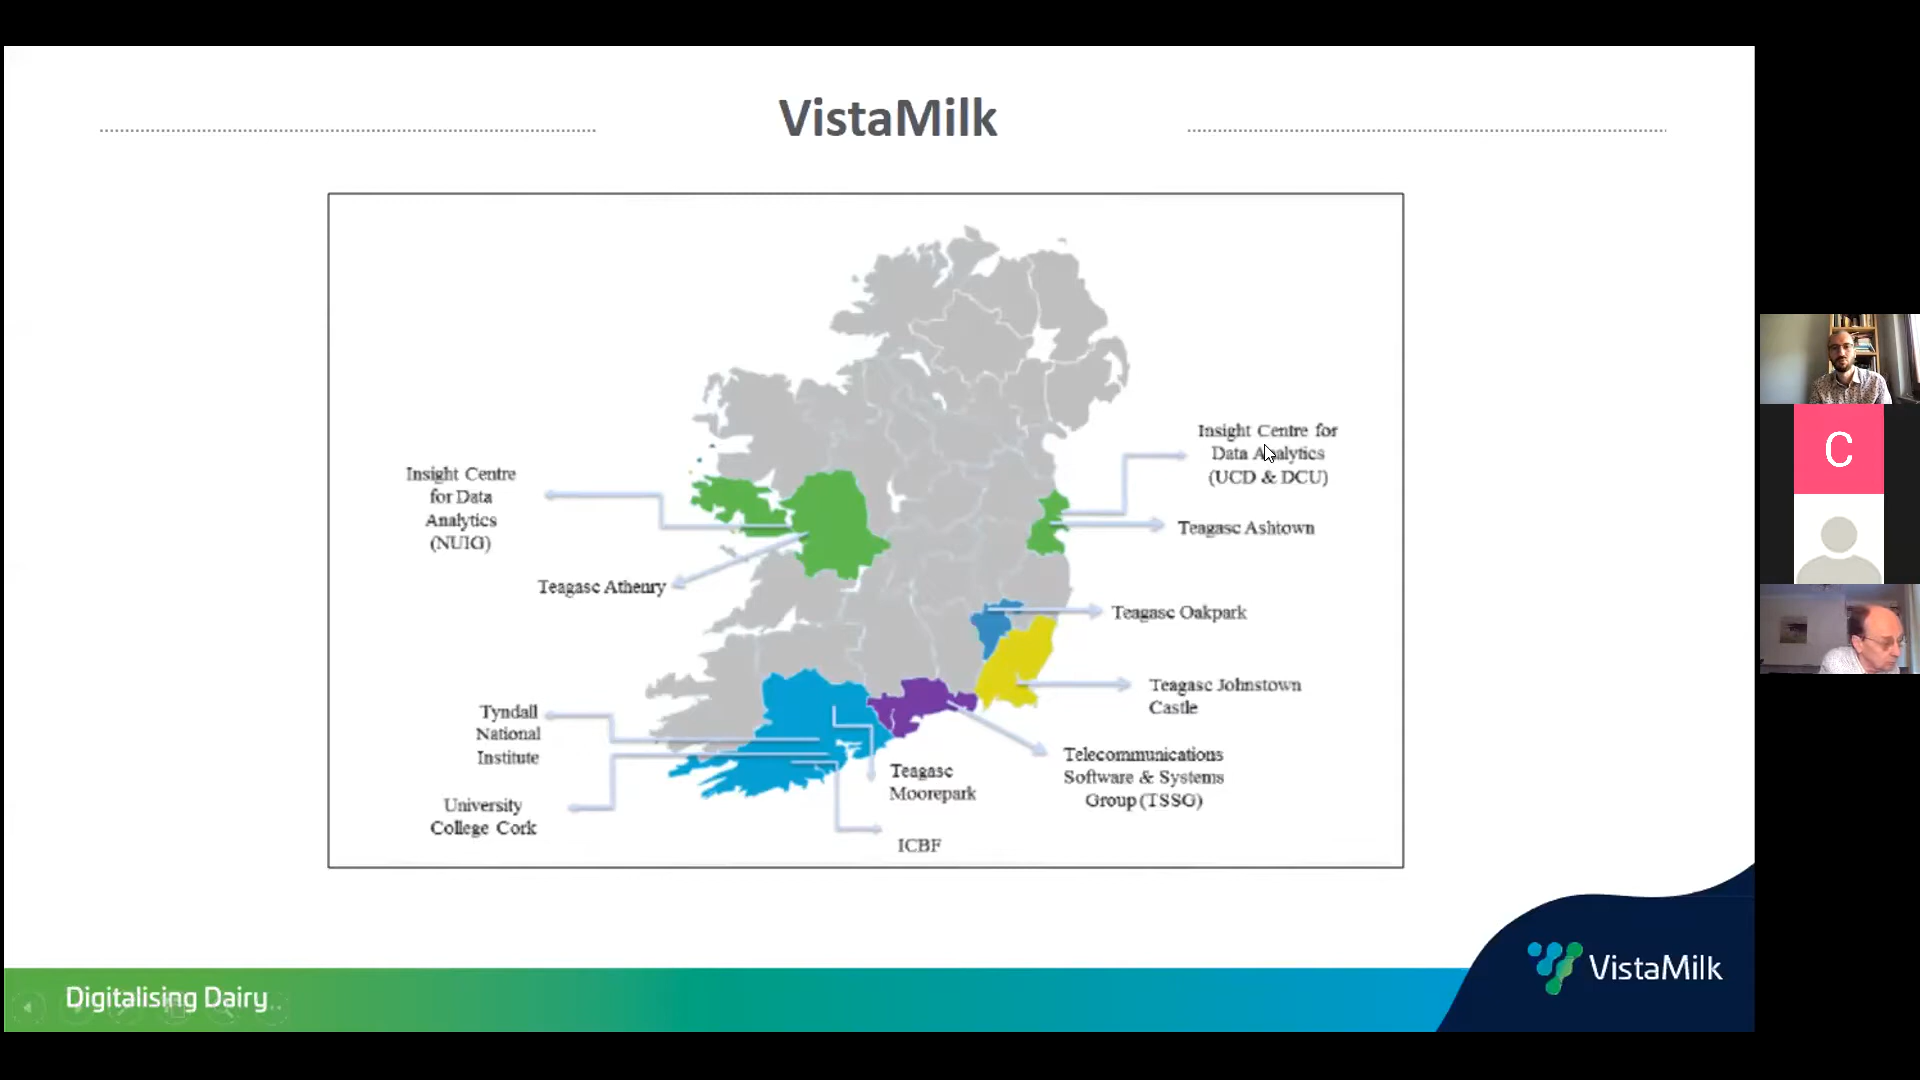 VistaMilk
Insight Centre for
Data Analytics
(UCD & DCU)
Insight Centre
for Data
Analytics
(NUIG)
Teagasc Ashtown
Teagasc Athenry
Teagasc Oakpark
Teagasc Johnstown
Castle
Tyndall
National
Institute
Telecommunications
Software & Systems
Group (TSSG)
Teagasc
Moorepark
University
College Cork
ICBF
Digitalising Dairy
VistaMilk
C